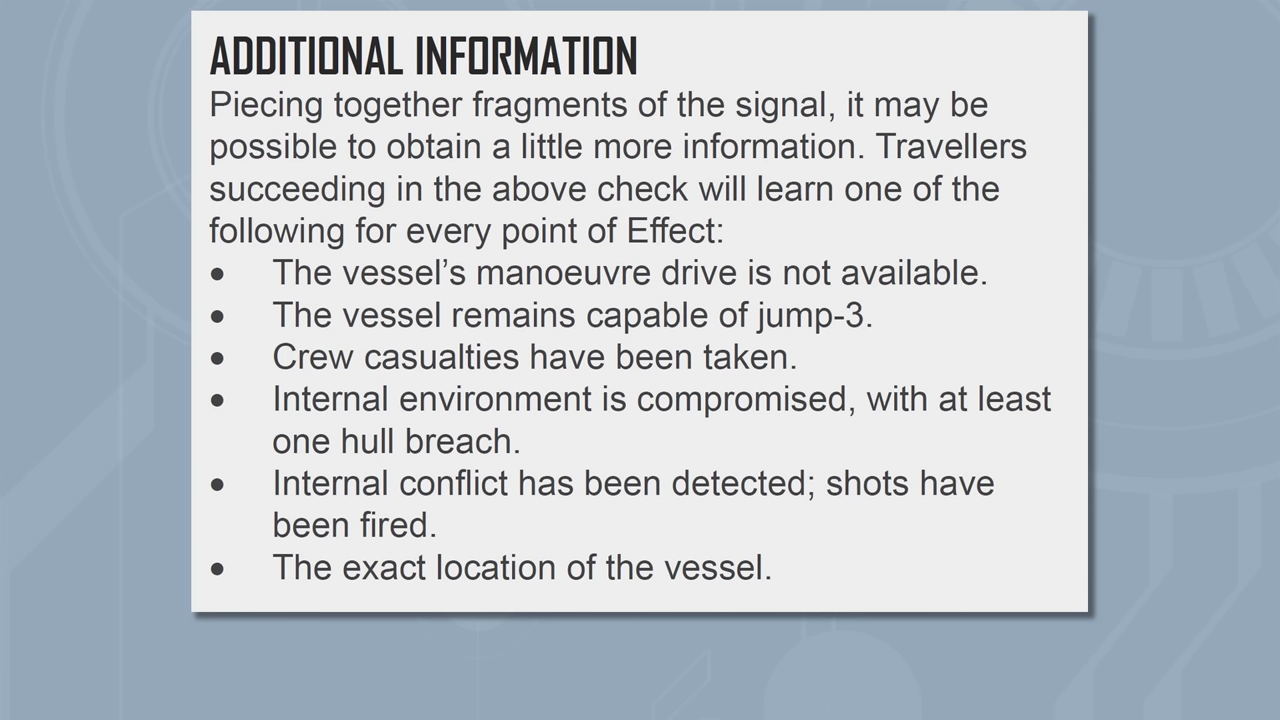 ADDITIONAL INFORMATION
Piecing together fragments of the signal, it may be
possible to obtain a little more information. Travellers
succeeding in the above check will learn one of the
following for every point of Effect:
• The vessel’s manoeuvre drive is not available.
• The vessel remains capable of jump-3.
• Crew casualties have been taken.
• Internal environment is compromised, with at least
one hull breach.
• Internal conflict has been detected; shots have
been fired.
• The exact location of the vessel.